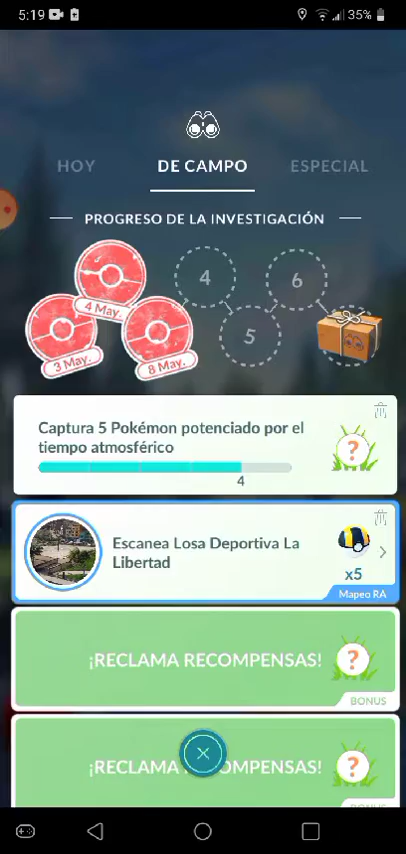 5:19
35%
HOY
DE CAMPO
ESPECIAL
PROGRESO DE LA INVESTIGACIÓN
4 May.
3 May.
8 May.
4
5
6
Captura 5 Pokémon potenciado por el
tiempo atmosférico
4
?
Escanea Losa Deportiva La
Libertad
x5
Mapeo RA
¡RECLAMA RECOMPENSAS!
?
BONUS
¡RECLAMA RECOMPENSAS!
?